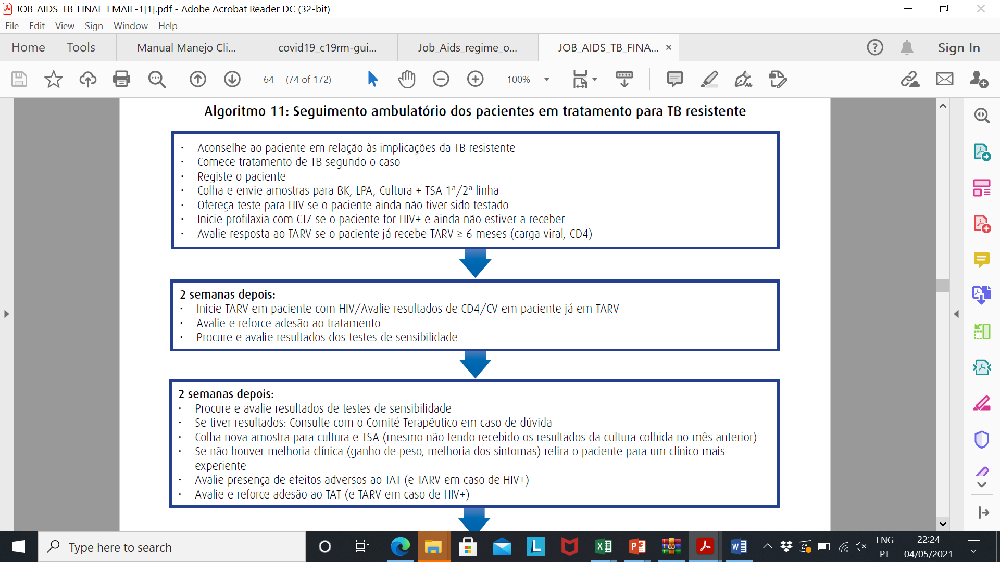 JOB_AIDS_TB_FINAL_EMAIL-1[1].pdf - Adobe Acrobat Reader DC (32-bit)
File Edit View Sign Window Help
Home Tools Manual Manejo Cli... covid19_c19rm-gui... Job_Aids_regime_o... JOB_AIDS_TB_FINA... × Sign In
64 (74 of 172) 100%
Algoritmo 11: Seguimento ambulatório dos pacientes em tratamento para TB resistente
· Aconselhe ao paciente em relação às implicações da TB resistente
· Comece tratamento de TB segundo o caso
· Registe o paciente
· Colha e envie amostras para BK, LPA, Cultura + TSA 1ª/2ª linha
· Ofereça teste para HIV se o paciente ainda não tiver sido testado
· Inicie profilaxia com CTZ se o paciente for HIV+ e ainda não estiver a receber
· Avalie resposta ao TARV se o paciente já recebe TARV ≥ 6 meses (carga viral, CD4)
2 semanas depois:
· Inicie TARV em paciente com HIV/Avalie resultados de CD4/CV em paciente já em TARV
· Avalie e reforce adesão ao tratamento
· Procure e avalie resultados dos testes de sensibilidade
2 semanas depois:
· Procure e avalie resultados de testes de sensibilidade
· Se tiver resultados: Consulte com o Comité Terapêutico em caso de dúvida
· Colha nova amostra para cultura e TSA (mesmo não tendo recebido os resultados da cultura colhida no mês anterior)
· Se não houver melhoria clínica (ganho de peso, melhoria dos sintomas) refira o paciente para um clínico mais
experiente
· Avalie presença de efeitos adversos ao TAT (e TARV em caso de HIV+)
· Avalie e reforce adesão ao TAT (e TARV em caso de HIV+)
Type here to search
ENG 22:24
PT 04/05/2021